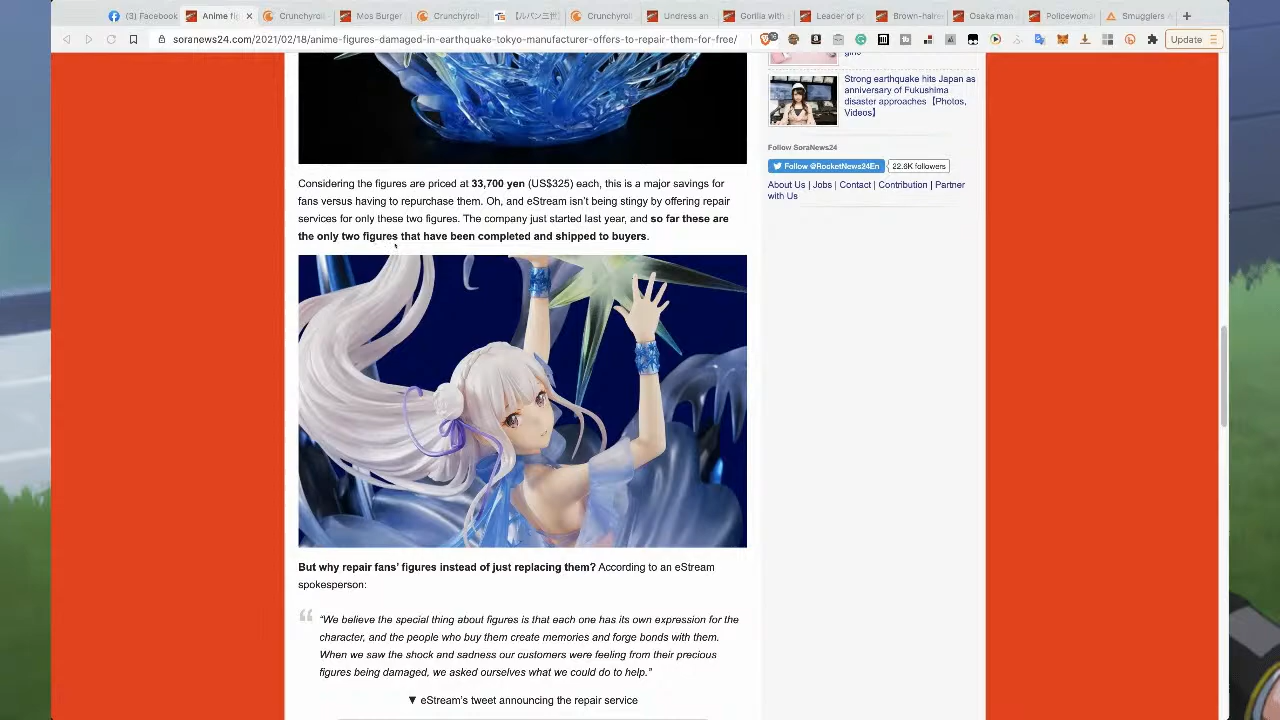 (3) Facebook
Anime fig
Crunchyroll
Mos Burger
Crunchyroll
【ルパン三世
Crunchyroll
Undress an
Gorilla with
Leader of p
Brown-hair
Osaka man
Policewom
Smugglers
soranews24.com/2021/02/18/anime-figures-damaged-in-earthquake-tokyo-manufacturer-offers-to-repair-them-for-free/
Update
Considering the figures are priced at 33,700 yen (US$325) each, this is a major savings for
fans versus having to repurchase them. Oh, and eStream isn't being stingy by offering repair
services for only these two figures. The company just started last year, and so far these are
the only two figures that have been completed and shipped to buyers.
But why repair fans' figures instead of just replacing them? According to an eStream
spokesperson:
"We believe the special thing about figures is that each one has its own expression for the
character, and the people who buy them create memories and forge bonds with them.
When we saw the shock and sadness our customers were feeling from their precious
figures being damaged, we asked ourselves what we could do to help."
▼ eStream's tweet announcing the repair service
Strong earthquake hits Japan as
anniversary of Fukushima
disaster approaches【Photos,
Videos】
Follow SoraNews24
Follow @RocketNews24En
22.6K followers
About Us | Jobs | Contact | Contribution | Partner
with Us